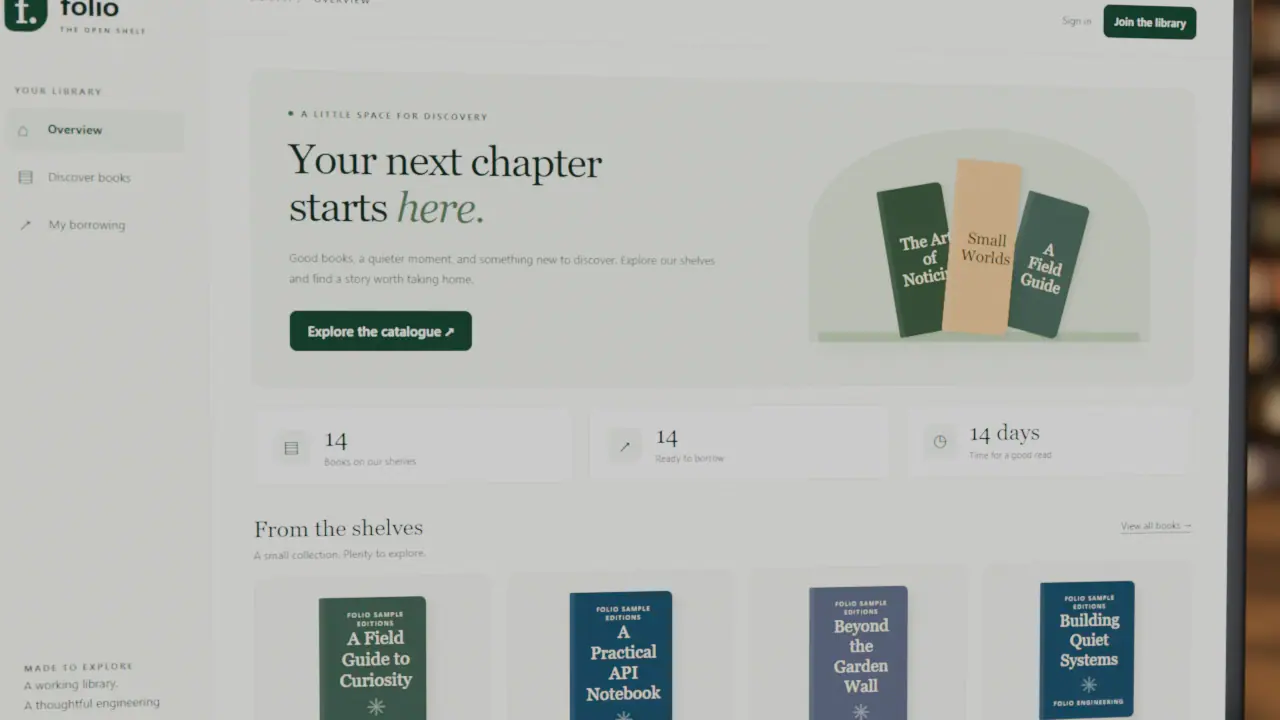 f.
folio
THE OPEN SHELF
OVERVIEW
Sign in
Join the library
YOUR LIBRARY
Overview
Discover books
My borrowing
A LITTLE SPACE FOR DISCOVERY
Your next chapter
starts here.
Good books, a quieter moment, and something new to discover. Explore our shelves
and find a story worth taking home.
Explore the catalogue ↗
The Art
of
Noticin
Small
Worlds
A
Field
Guide
14
Books on our shelves
14
Ready to borrow
14 days
Time for a good read
From the shelves
A small collection. Plenty to explore.
View all books →
FOLIO SAMPLE
EDITIONS
A Field
Guide to
Curiosity
FOLIO SAMPLE
EDITIONS
A
Practical
API
Notebook
FOLIO SAMPLE
EDITIONS
Beyond
the
Garden
Wall
FOLIO SAMPLE
EDITIONS
Building
Quiet
Systems
FOLIO ENGINEERING
MADE TO EXPLORE
A working library.
A thoughtful engineering